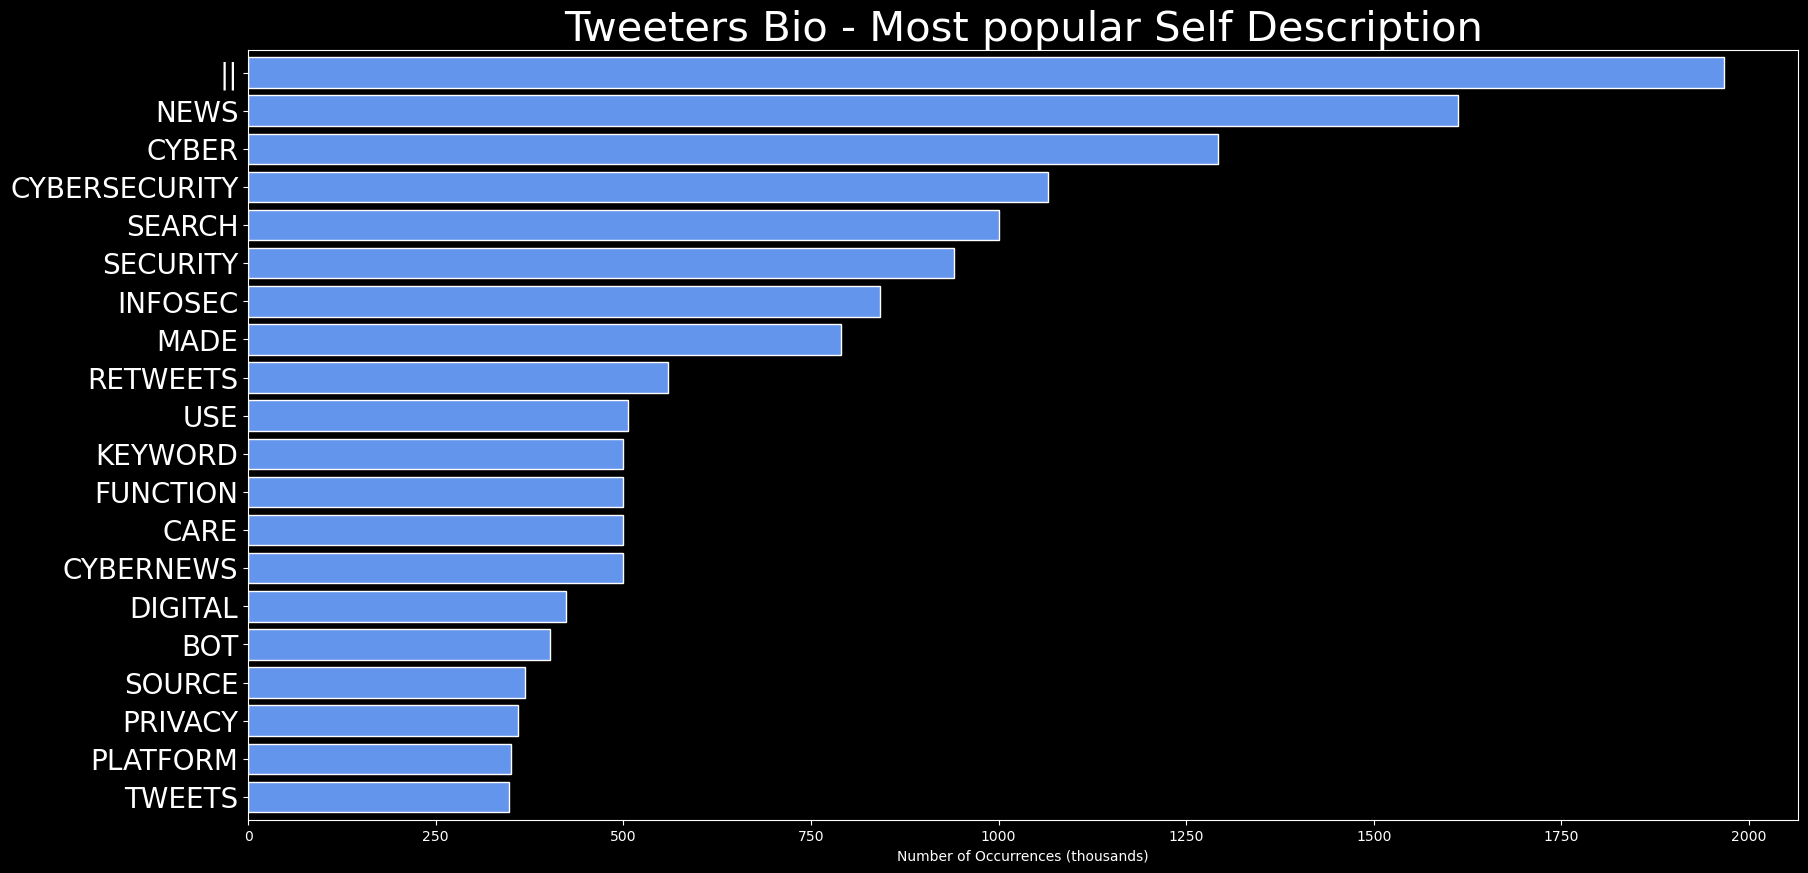 Tweeters Bio - Most popular Self Description
||
NEWS
CYBER
CYBERSECURITY
SEARCH
SECURITY
INFOSEC
MADE
RETWEETS
USE
KEYWORD
FUNCTION
CARE
CYBERNEWS
DIGITAL
BOT
SOURCE
PRIVACY
PLATFORM
TWEETS
0 250 500 750 1000 1250 1500 1750 2000
Number of Occurrences (thousands)